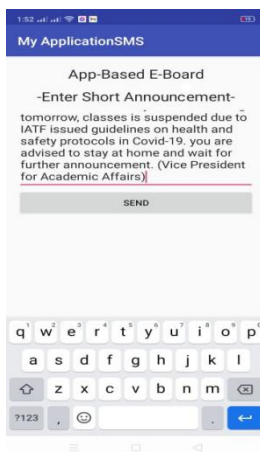 1:52
My ApplicationSMS
App-Based E-Board
-Enter Short Announcement-
tomorrow, classes is suspended due to
IATF issued guidelines on health and
safety protocols in Covid-19. you are
advised to stay at home and wait for
further announcement. (Vice President
for Academic Affairs)
SEND
q w e r t y u i o p
a s d f g h j k l
z x c v b n m
?123 , .